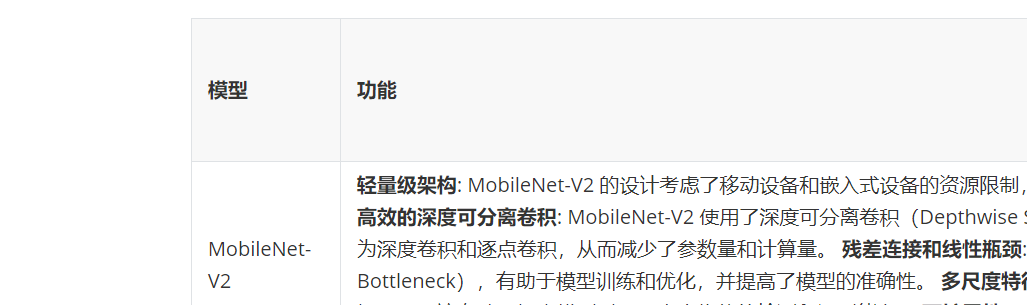 模型
功能
MobileNet-
V2
轻量级架构: MobileNet-V2 的设计考虑了移动设备和嵌入式设备的资源限制,
高效的深度可分离卷积: MobileNet-V2 使用了深度可分离卷积（Depthwise S
为深度卷积和逐点卷积，从而减少了参数量和计算量。 残差连接和线性瓶颈:
Bottleneck），有助于模型训练和优化，并提高了模型的准确性。 多尺度特征